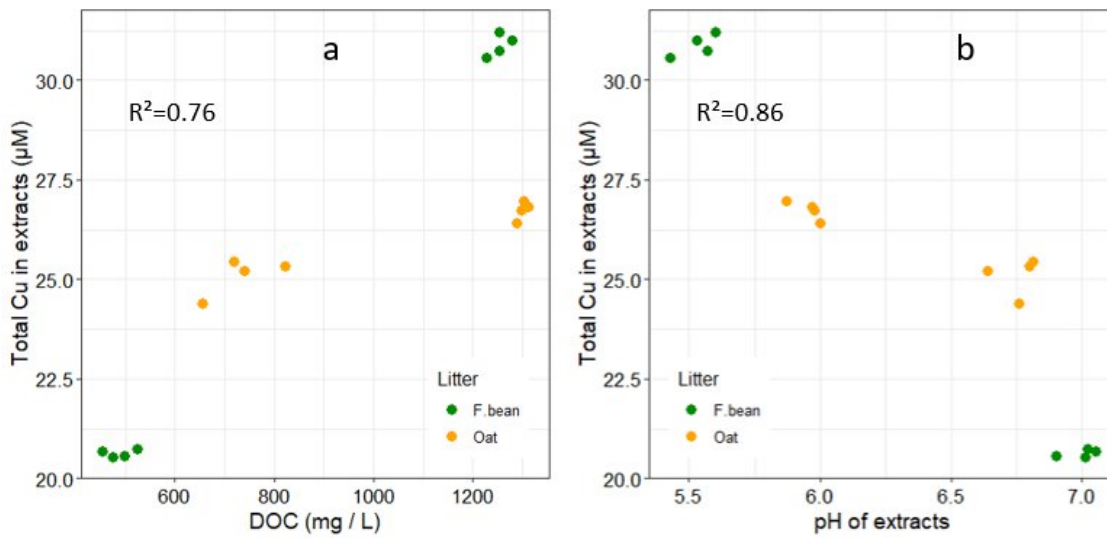 a
R²=0.76
Total Cu in extracts (µM)
30.0
27.5
25.0
22.5
20.0
Litter
F.bean
Oat
600
800
1000
1200
DOC (mg / L)
b
R²=0.86
Total Cu in extracts (µM)
30.0
27.5
25.0
22.5
20.0
Litter
F.bean
Oat
5.5
6.0
6.5
7.0
pH of extracts